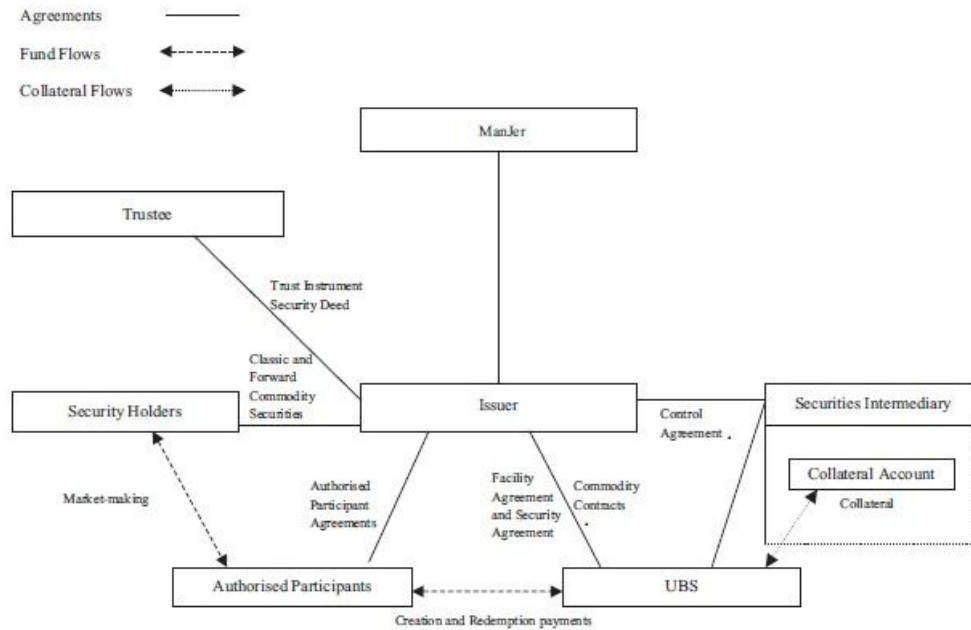 Agreements
Fund Flows
Collateral Flows
ManJer
Trustee
Trust Instrument
Security Deed
Classic and
Forward
Commodity
Securities
Security Holders
Issuer
Control
Agreement
Securities Intermediary
Collateral Account
Collateral
Market-making
Authorised
Participant
Agreements
Facility
Agreement
and Security
Agreement
Commodity
Contracts
Authorised Participants
UBS
Creation and Redemption payments